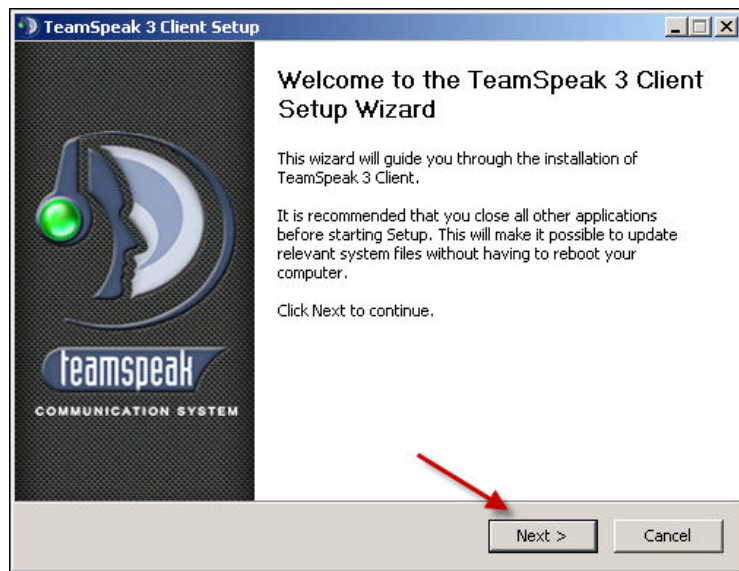 TeamSpeak 3 Client Setup
Welcome to the TeamSpeak 3 Client
Setup Wizard
This wizard will guide you through the installation of
TeamSpeak 3 Client.
It is recommended that you close all other applications
before starting Setup. This will make it possible to update
relevant system files without having to reboot your
computer.
Click Next to continue.
teamspeak
COMMUNICATION SYSTEM
Next >
Cancel